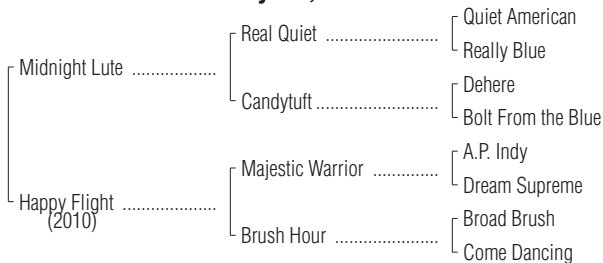 Quiet American
Real Quiet ........................
Really Blue
Midnight Lute ..................
Dehere
Candytuft ..........................
Bolt From the Blue
A.P. Indy
Majestic Warrior ..............
Dream Supreme
Happy Flight ....................
(2010)
Broad Brush
Brush Hour ......................
Come Dancing